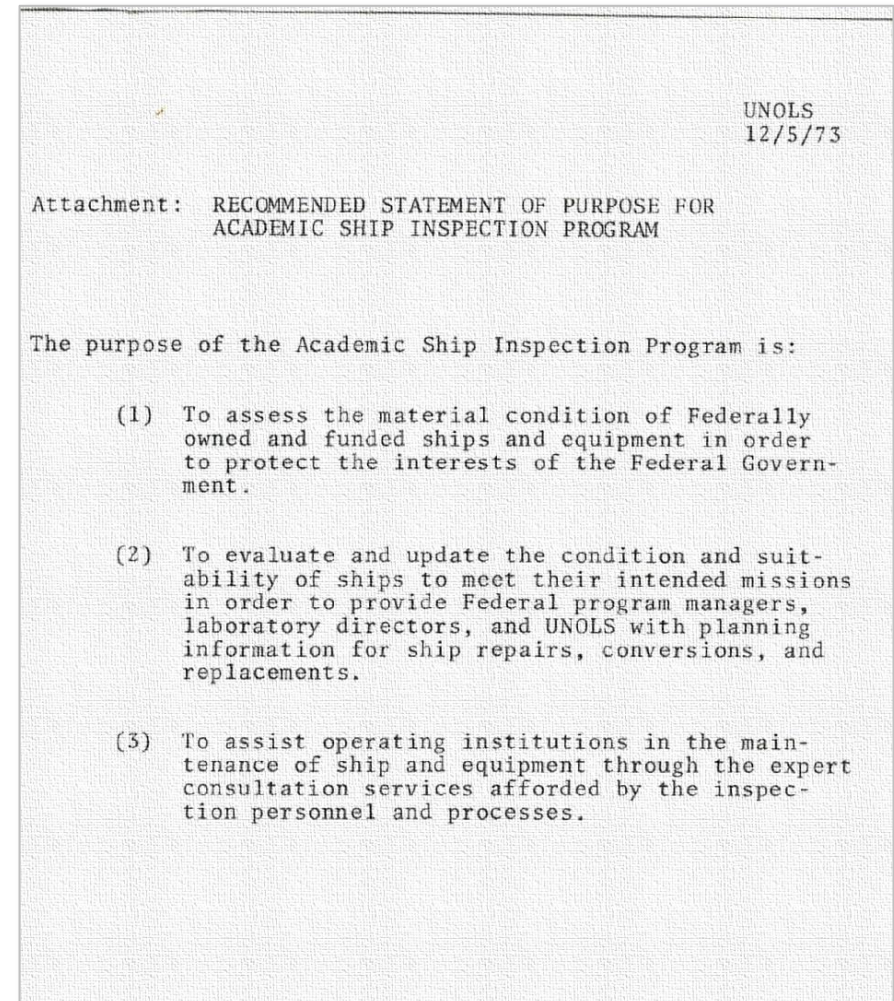 UNOLS
12/5/73
Attachment: RECOMMENDED STATEMENT OF PURPOSE FOR
ACADEMIC SHIP INSPECTION PROGRAM
The purpose of the Academic Ship Inspection Program is:
(1) To assess the material condition of Federally
owned and funded ships and equipment in order
to protect the interests of the Federal Govern-
ment.
(2) To evaluate and update the condition and suit-
ability of ships to meet their intended missions
in order to provide Federal program managers,
laboratory directors, and UNOLS with planning
information for ship repairs, conversions, and
replacements.
(3) To assist operating institutions in the main-
tenance of ship and equipment through the expert
consultation services afforded by the inspec-
tion personnel and processes.